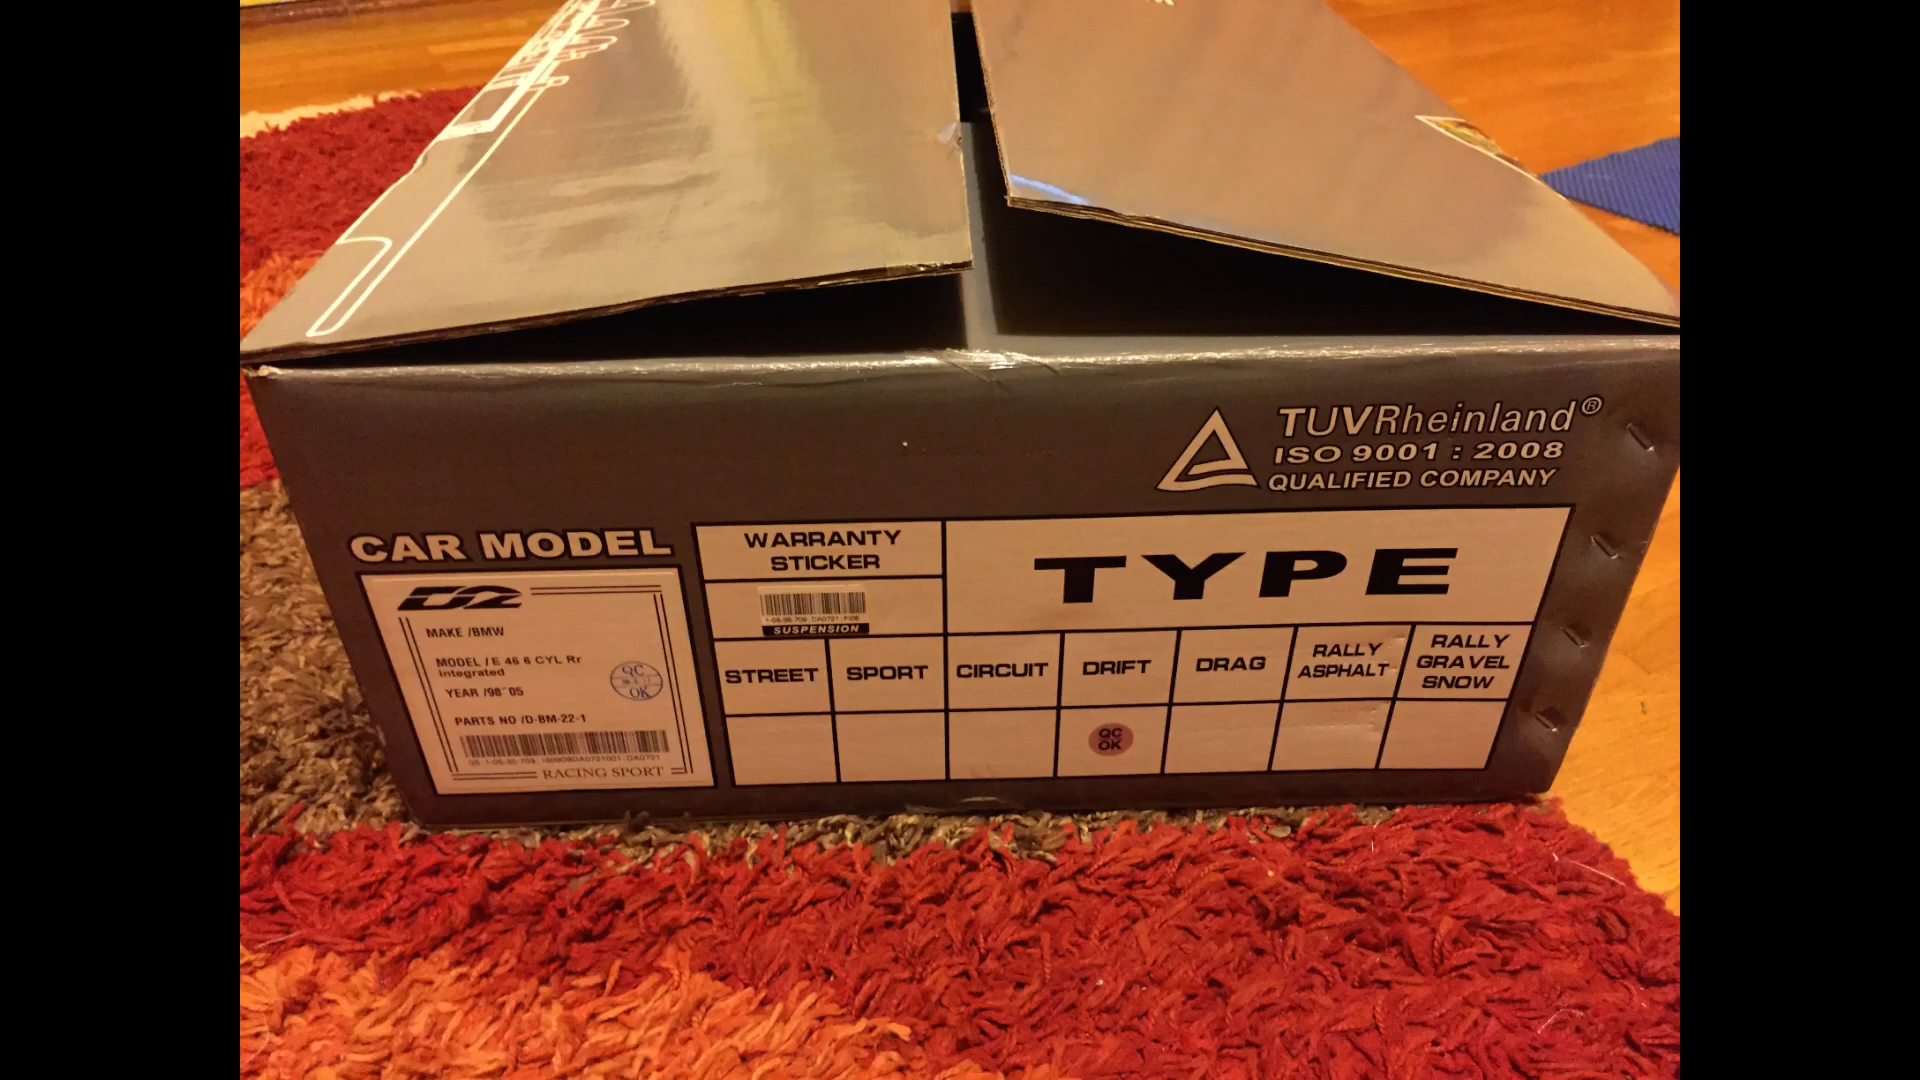 TUVRheinland®
ISO 9001 : 2008
QUALIFIED COMPANY
CAR MODEL
D2
MAKE /BMW
MODEL / E 46 6 CYL Rr
Integrated
YEAR /98~05
PARTS NO /D-BM-22-1
RACING SPORT
QC
OK
WARRANTY
STICKER
SUSPENSION
TYPE
STREET
SPORT
CIRCUIT
DRIFT
DRAG
RALLY
ASPHALT
RALLY
GRAVEL
SNOW
QC
OK